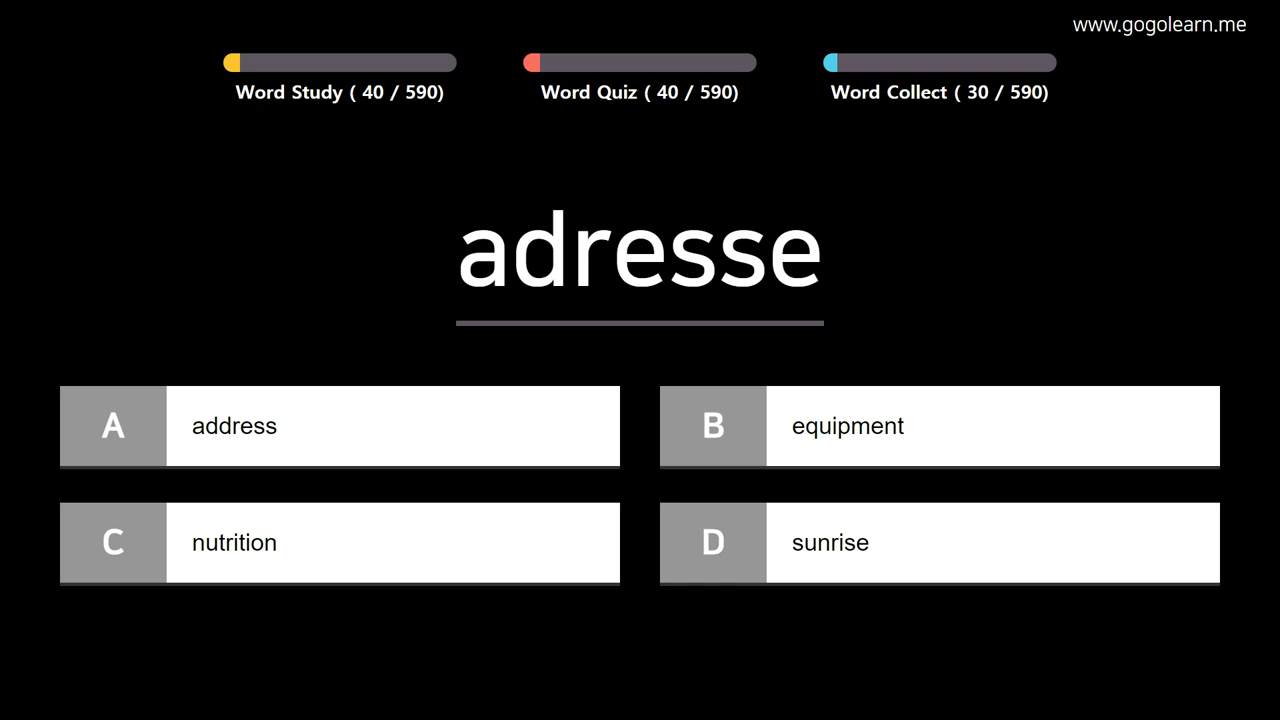 www.gogolearn.me
Word Study ( 40 / 590)
Word Quiz ( 40 / 590)
Word Collect ( 30 / 590)
adresse
A address
B equipment
C nutrition
D sunrise